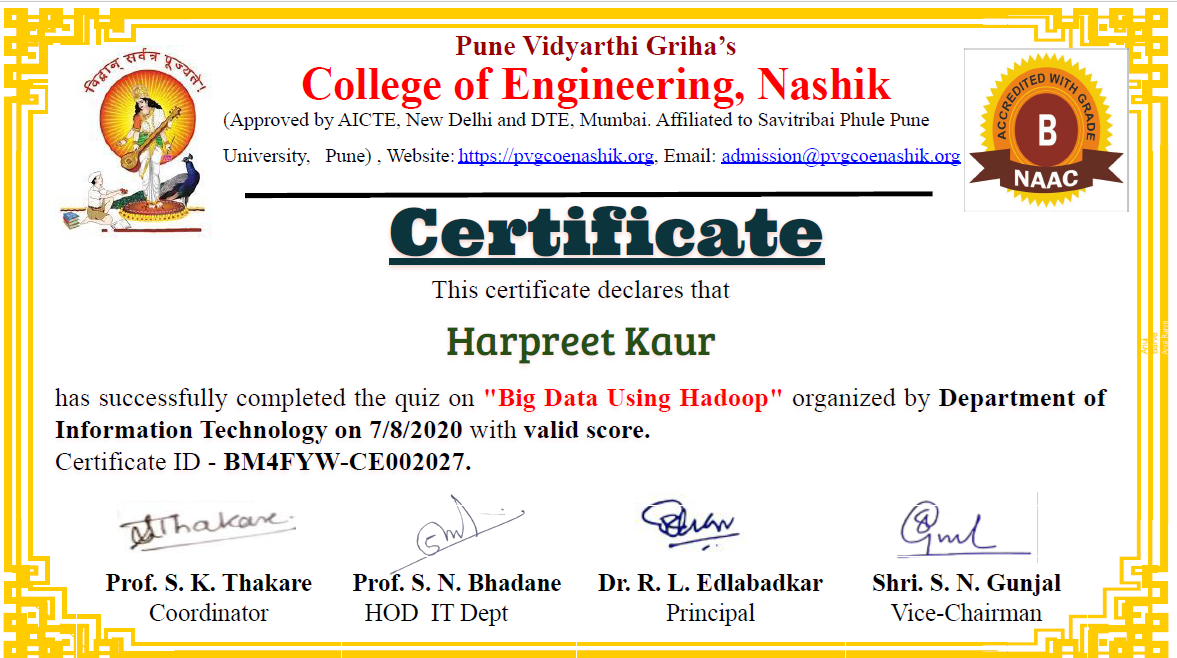 विद्वान् सर्वत्र पूज्यते!
Pune Vidyarthi Griha’s
College of Engineering, Nashik
(Approved by AICTE, New Delhi and DTE, Mumbai. Affiliated to Savitribai Phule Pune
University, Pune) , Website: https://pvgcoenashik.org, Email: admission@pvgcoenashik.org
ACCREDITED WITH GRADE
B
NAAC
Certificate
This certificate declares that
Harpreet Kaur
has successfully completed the quiz on "Big Data Using Hadoop" organized by Department of
Information Technology on 7/8/2020 with valid score.
Certificate ID - BM4FYW-CE002027.
SThakare
Prof. S. K. Thakare Prof. S. N. Bhadane Dr. R. L. Edlabadkar Shri. S. N. Gunjal
Coordinator HOD IT Dept Principal Vice-Chairman